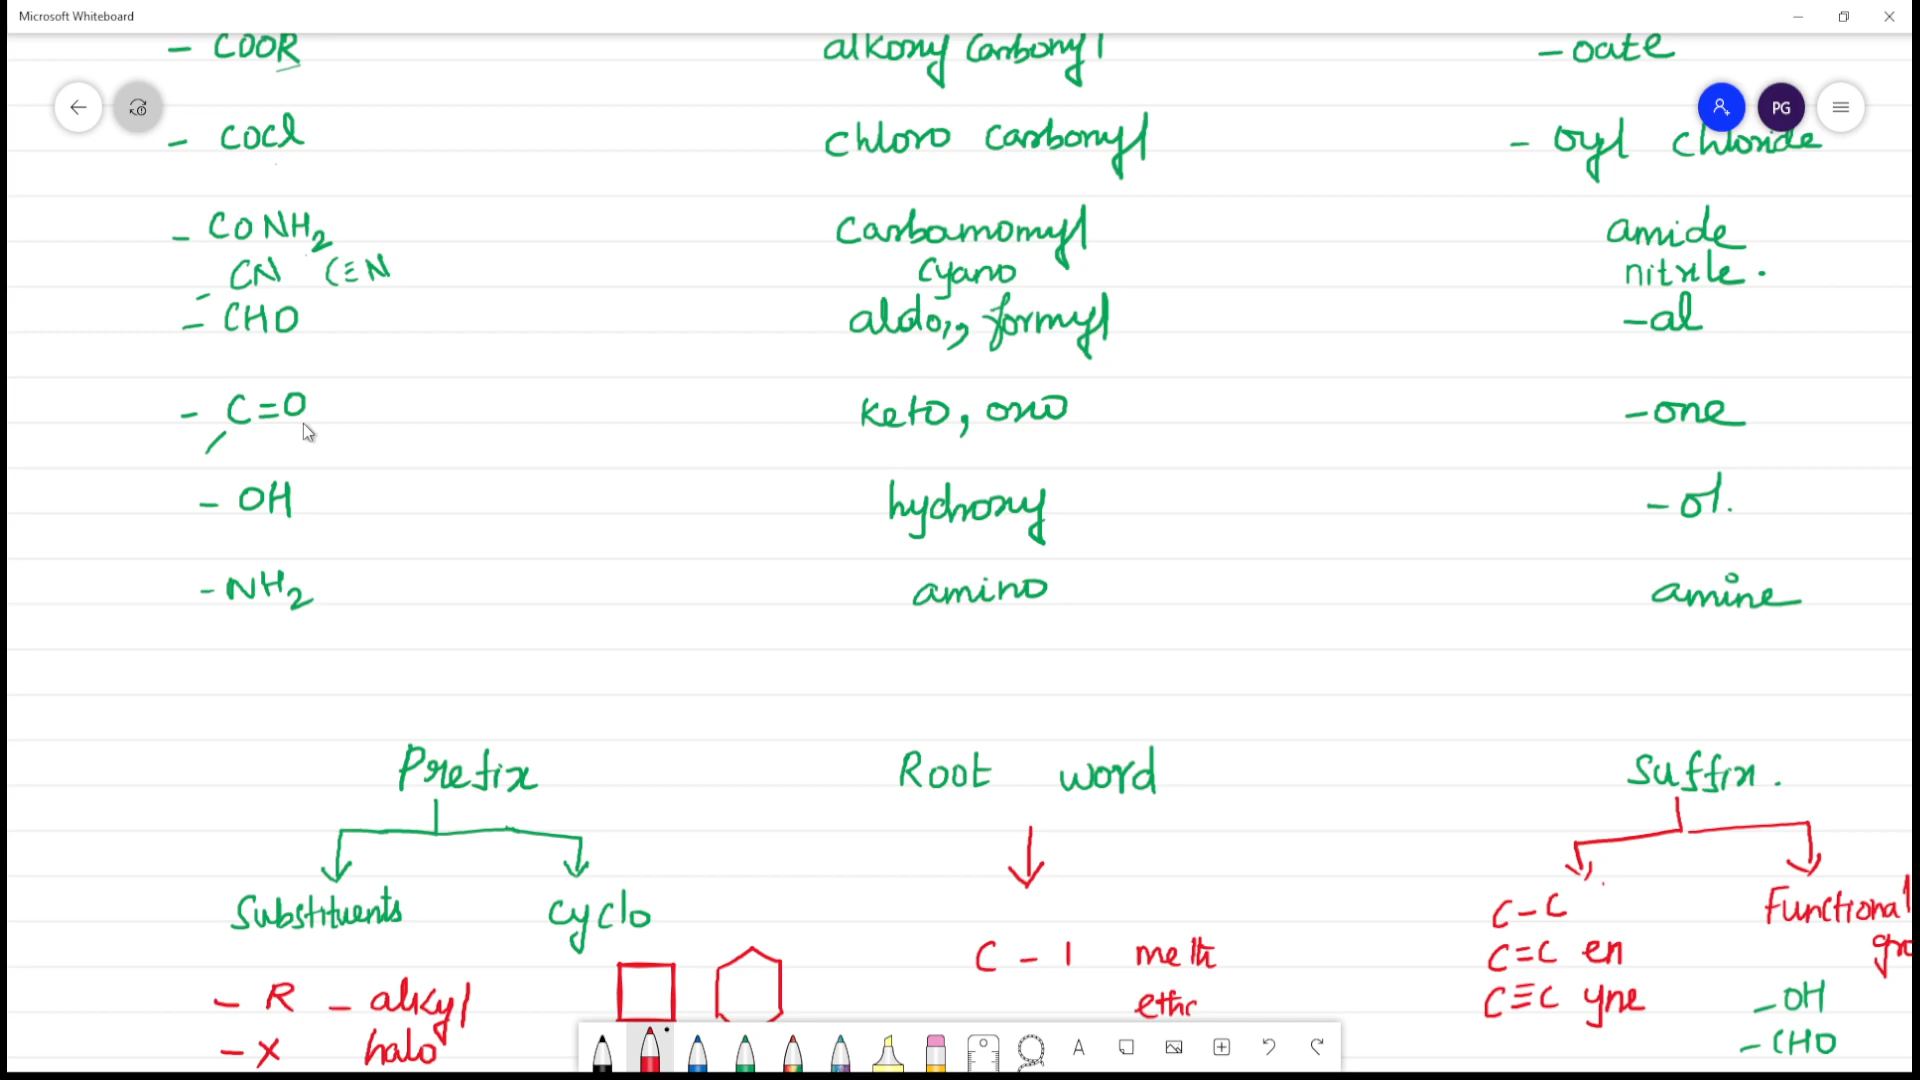 Microsoft Whiteboard
- COOR alkoxy carbonyl - oate
PG
- COCl chloro carbonyl - oyl chloride
- CONH2 Carbamomyl amide
- CN C≡N Cyano nitrile.
- CHO aldo, formyl -al
- C=O Keto, oxo -one
- OH hydroxy - ol.
- NH2 amino amine
Prefix Root word Suffix.
Substituents cyclo
C-C Functional
C - 1 meth C=C en
- R - alkyl ethc C≡C yne -OH
- X halo - CHO
A